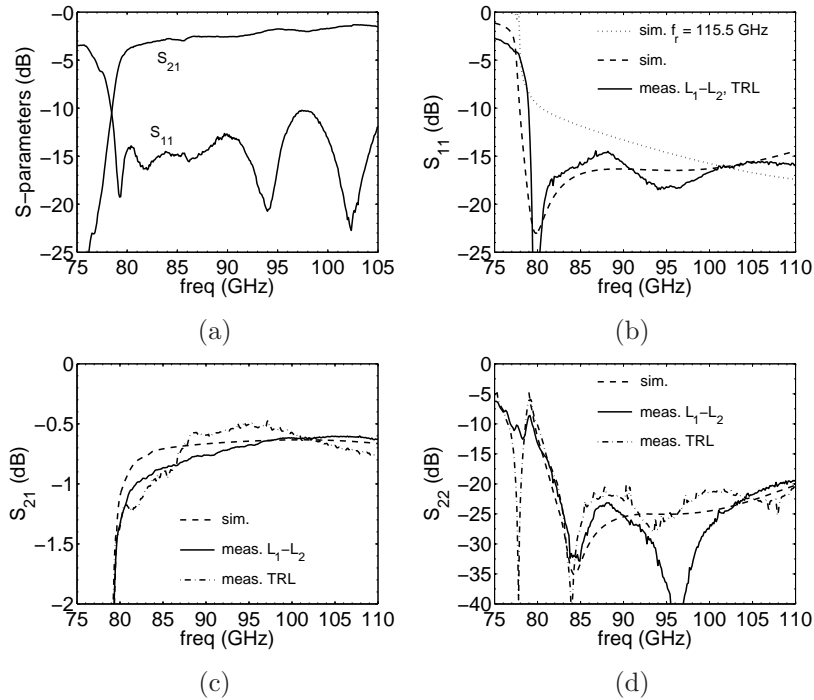 0
−5
−10
−15
−20
−25
75 80 85 90 95 100 105
freq (GHz)
S−parameters (dB)
S21
S11
(a)
0
−5
−10
−15
−20
−25
75 80 85 90 95 100 105 110
freq (GHz)
S11 (dB)
sim. fr = 115.5 GHz
sim.
meas. L1−L2, TRL
(b)
0
−0.5
−1
−1.5
−2
75 80 85 90 95 100 105 110
freq (GHz)
S21 (dB)
sim.
meas. L1−L2
meas. TRL
(c)
0
−5
−10
−15
−20
−25
−30
−35
−40
75 80 85 90 95 100 105 110
freq (GHz)
S22 (dB)
sim.
meas. L1−L2
meas. TRL
(d)